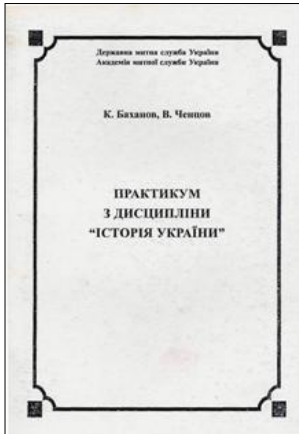 Державна митна служба України
Академія митної служби України
К. Баханов, В. Ченцов
ПРАКТИКУМ
З ДИСЦИПЛІНИ
“ІСТОРІЯ УКРАЇНИ”